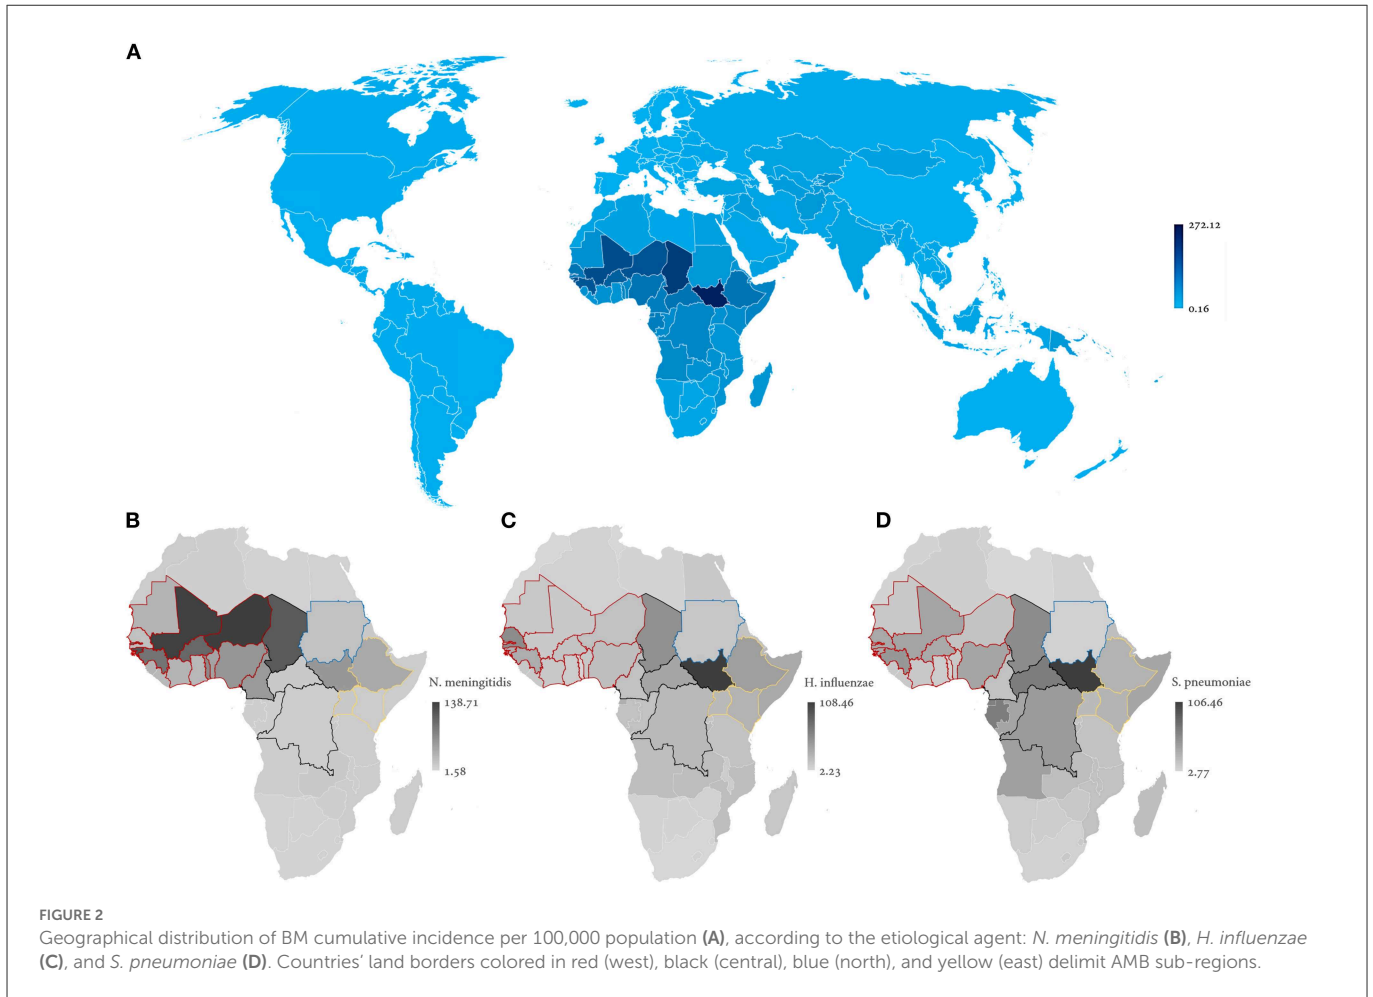 A
272.12
0.16
B
C
D
N. meningitidis
138.71
1.58
H. influenzae
108.46
2.23
S. pneumoniae
106.46
2.77
FIGURE 2
Geographical distribution of BM cumulative incidence per 100,000 population (A), according to the etiological agent: N. meningitidis (B), H. influenzae
(C), and S. pneumoniae (D). Countries' land borders colored in red (west), black (central), blue (north), and yellow (east) delimit AMB sub-regions.